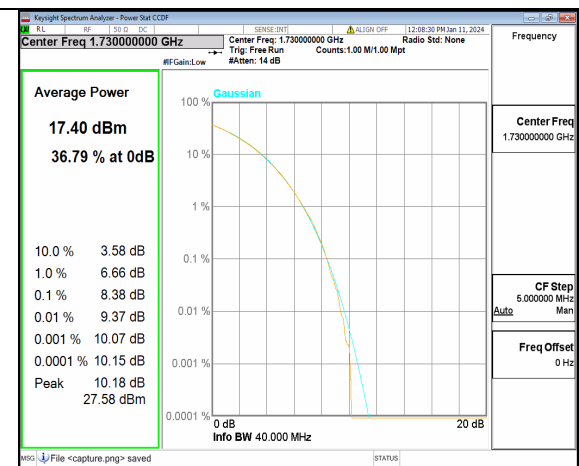 Keysight Spectrum Analyzer - Power Stat CCDF
RL RF 50 Ω DC SENSE:INT ALIGN OFF 12:08:30 PM Jan 11, 2024
Center Freq 1.730000000 GHz
Center Freq: 1.730000000 GHz Radio Std: None
Trig: Free Run Counts:1.00 M/1.00 Mpt
#IFGain:Low #Atten: 14 dB
Frequency
Average Power
17.40 dBm
36.79 % at 0dB
10.0 % 3.58 dB
1.0 % 6.66 dB
0.1 % 8.38 dB
0.01 % 9.37 dB
0.001 % 10.07 dB
0.0001 % 10.15 dB
Peak 10.18 dB
27.58 dBm
Gaussian
100 %
10 %
1 %
0.1 %
0.01 %
0.001 %
0.0001 %
0 dB 20 dB
Info BW 40.000 MHz
Center Freq
1.730000000 GHz
CF Step
5.000000 MHz
Auto Man
Freq Offset
0 Hz
MSG File <capture.png> saved STATUS